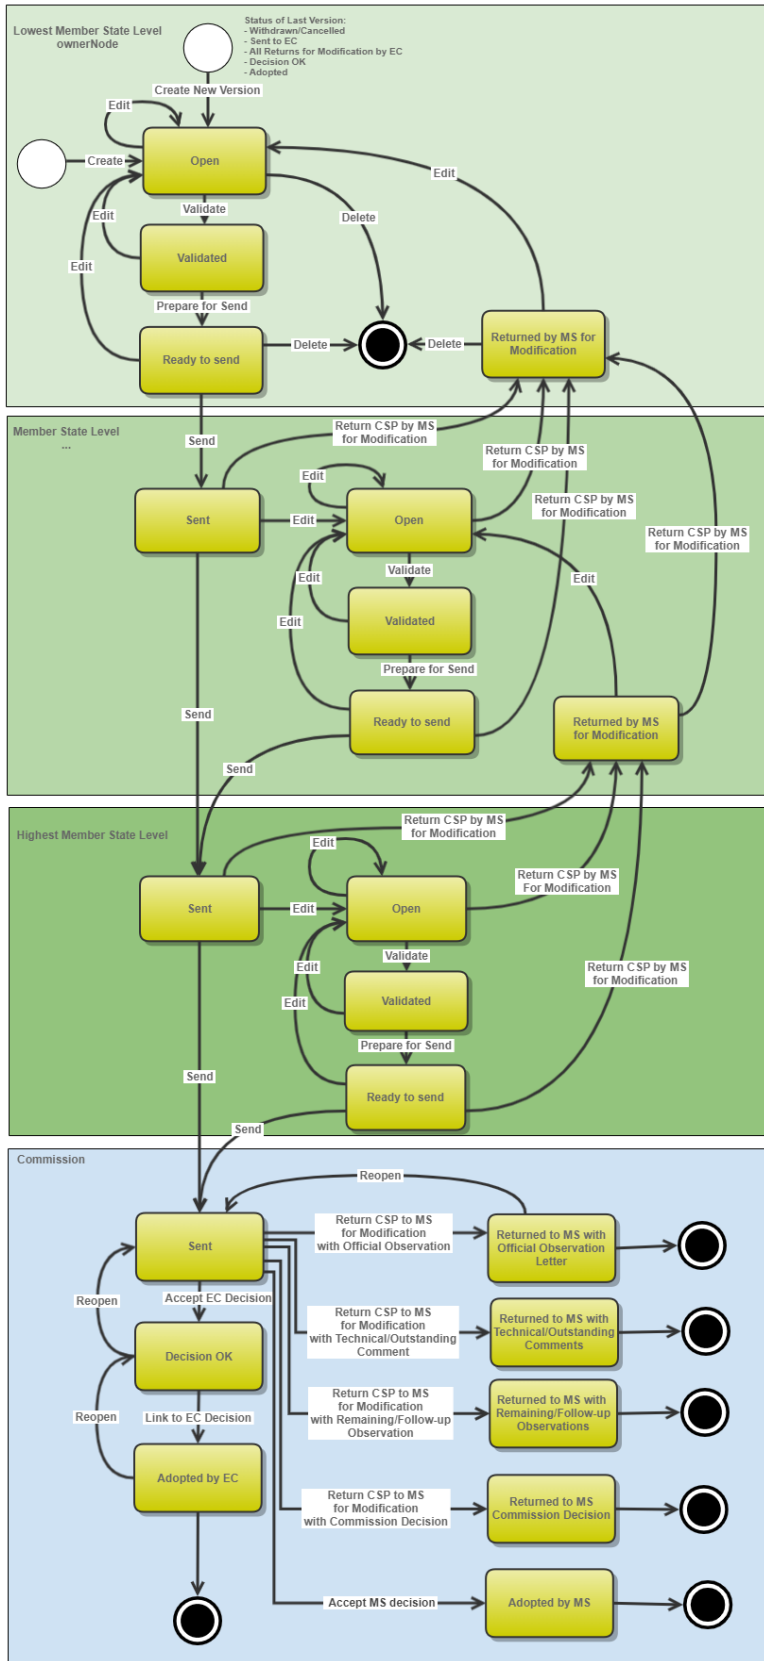 Lowest Member State Level
ownerNode
Status of Last Version:
- Withdrawn/Cancelled
- Sent to EC
- All Returns for Modification by EC
- Decision OK
- Adopted
Create New Version
Edit
Create
Open
Edit
Validate
Edit
Delete
Validated
Edit
Prepare for Send
Ready to send
Delete
Delete
Returned by MS for
Modification
Member State Level
...
Send
Return CSP by MS
for Modification
Return CSP by MS
for Modification
Edit
Return CSP by MS
for Modification
Sent
Edit
Open
Return CSP by MS
for Modification
Validate
Edit
Edit
Validated
Edit
Prepare for Send
Send
Ready to send
Returned by MS
for Modification
Send
Highest Member State Level
Return CSP by MS
for Modification
Edit
Return CSP by MS
For Modification
Sent
Edit
Open
Validate
Edit
Return CSP by MS
for Modification
Validated
Edit
Prepare for Send
Send
Ready to send
Send
Commission
Reopen
Sent
Return CSP to MS
for Modification
with Official Observation
Returned to MS with
Official Observation
Letter
Accept EC Decision
Reopen
Return CSP to MS
for Modification
with Technical/Outstanding
Comment
Returned to MS with
Technical/Outstanding
Comments
Decision OK
Reopen
Link to EC Decision
Return CSP to MS
for Modification
with Remaining/Follow-up
Observation
Returned to MS with
Remaining/Follow-up
Observations
Adopted by EC
Return CSP to MS
for Modification
with Commission Decision
Returned to MS
Commission Decision
Accept MS decision
Adopted by MS